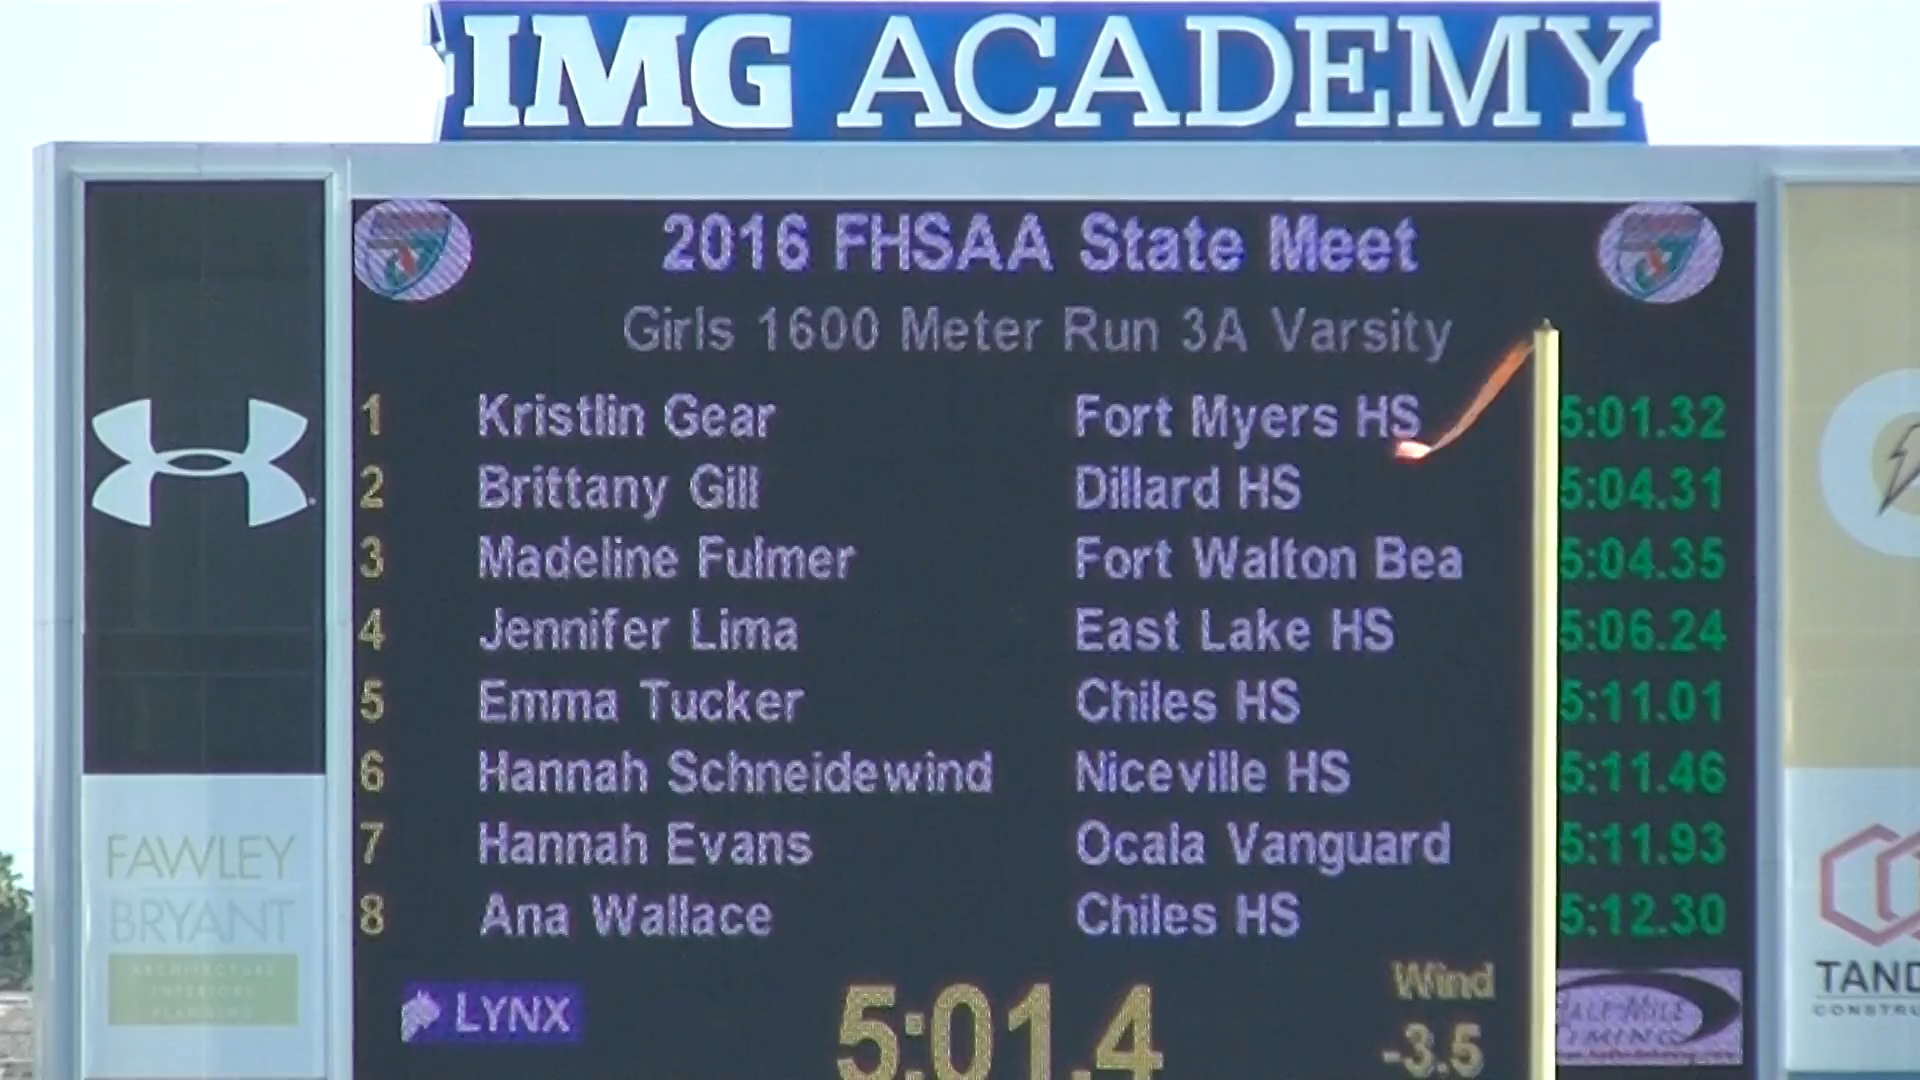 IMG ACADEMY
2016 FHSAA State Meet
Girls 1600 Meter Run 3A Varsity
1 Kristlin Gear Fort Myers HS 5:01.32
2 Brittany Gill Dillard HS 5:04.31
3 Madeline Fulmer Fort Walton Bea 5:04.35
4 Jennifer Lima East Lake HS 5:06.24
5 Emma Tucker Chiles HS 5:11.01
6 Hannah Schneidewind Niceville HS 5:11.46
7 Hannah Evans Ocala Vanguard 5:11.93
8 Ana Wallace Chiles HS 5:12.30
LYNX
5:01.4
Wind
-3.5
FAWLEY
BRYANT
ARCHITECTURE
INTERIORS
PLANNING
TAND
CONSTRU